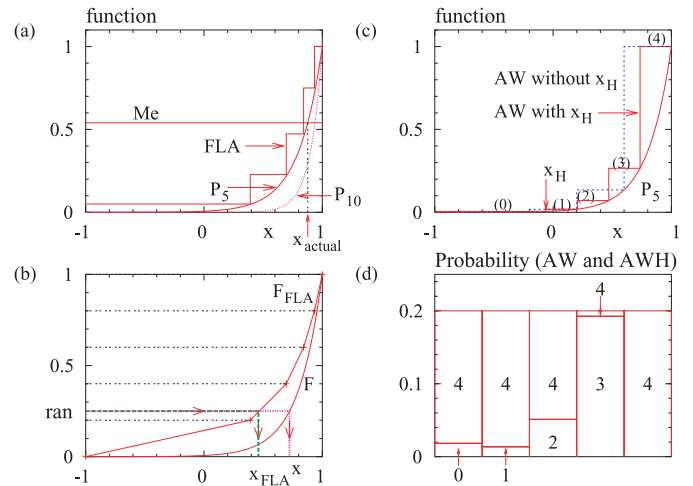 (a)
function
1
Me
0.5
FLA
P5
P10
0
-1
0
x
1
xactual
(c)
function
1
(4)
AW without xH
AW with xH
0.5
xH
(3)
(2)
P5
(0)
(1)
0
-1
0
x
1
(b)
1
FFLA
0.5
F
ran
0
-1
0
xFLA
x
1
(d)
Probability (AW and AWH)
4
0.2
4
4
4
3
4
0.1
2
0
0
1